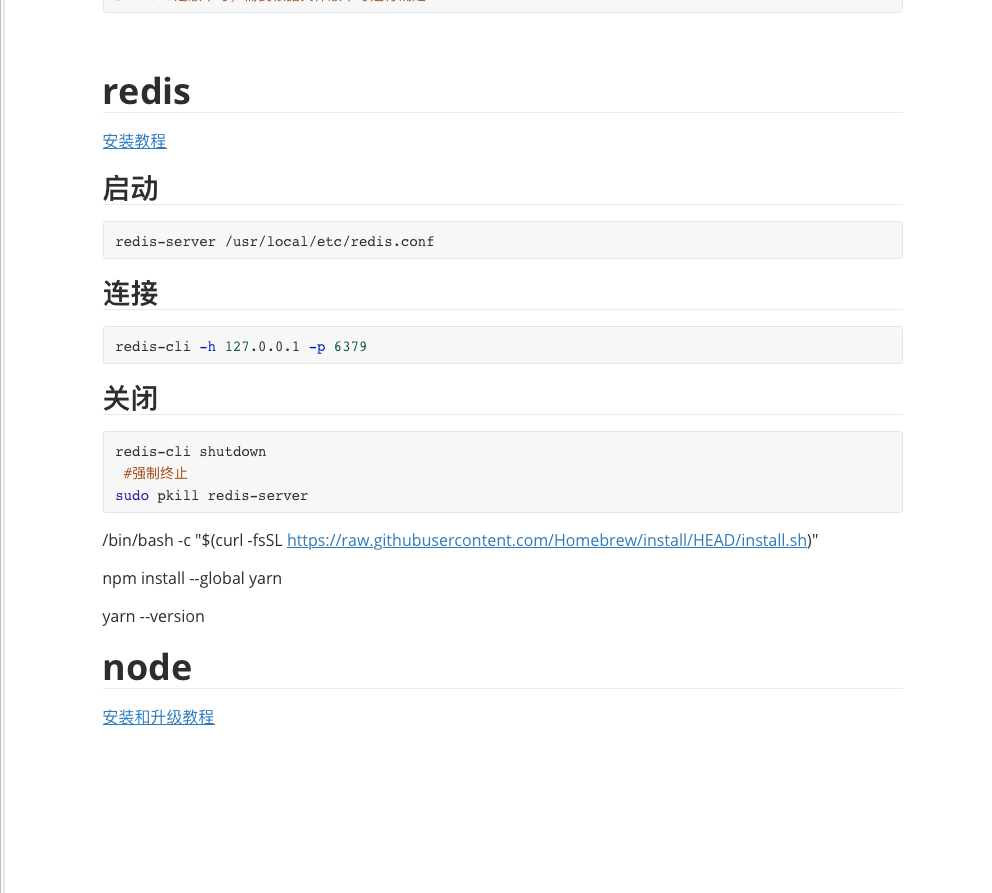 redis
安装教程
启动
redis-server /usr/local/etc/redis.conf
连接
redis-cli -h 127.0.0.1 -p 6379
关闭
redis-cli shutdown
#强制终止
sudo pkill redis-server
/bin/bash -c "$(curl -fsSL https://raw.githubusercontent.com/Homebrew/install/HEAD/install.sh)"
npm install --global yarn
yarn --version
node
安装和升级教程